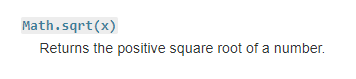 Math.sqrt(x)
Returns the positive square root of a number.